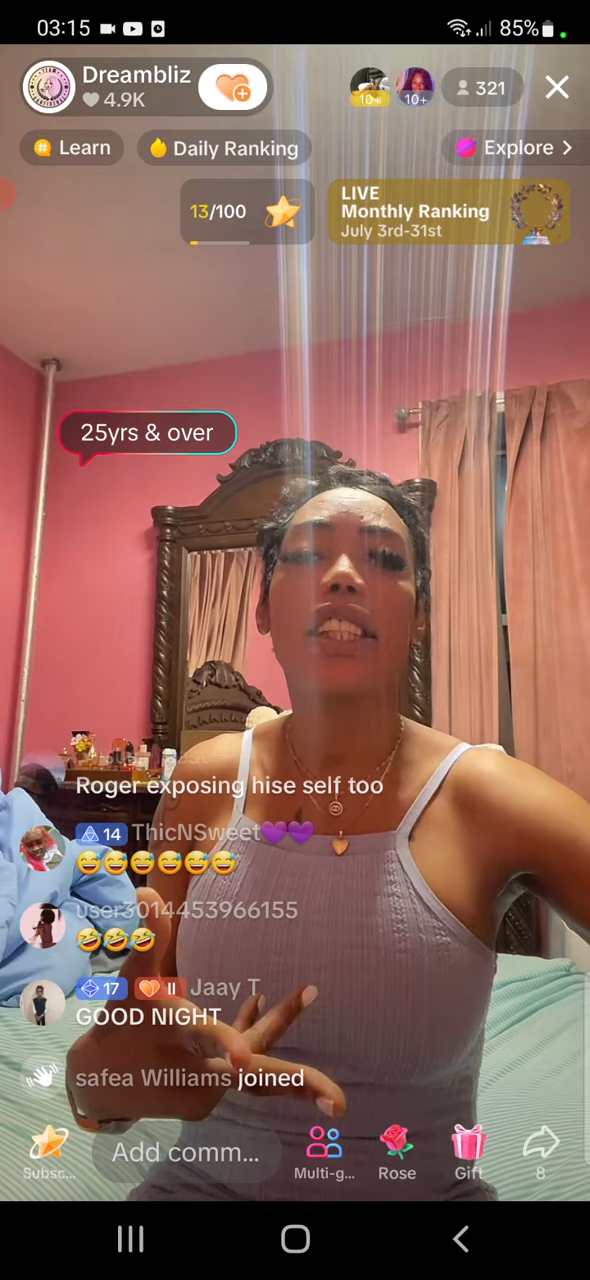 03:15
85%
Dreambliz
4.9K
10+
10+
321
Learn
Daily Ranking
Explore
13/100
LIVE
Monthly Ranking
July 3rd-31st
25yrs & over
Roger exposing hise self too
14 ThicNSweet
user3014453966155
17 II Jaay T
GOOD NIGHT
safea Williams joined
Subsc...
Add comm...
Multi-g...
Rose
Gift
8